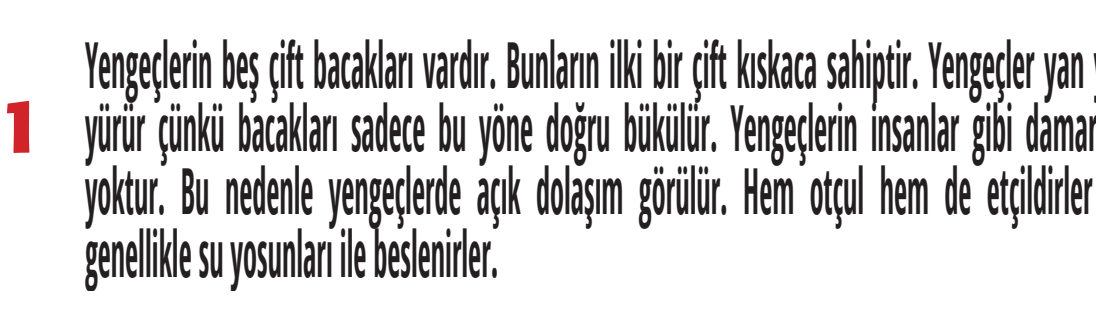 Yengeçlerin beş çift bacakları vardır. Bunların ilki bir çift kıskaca sahiptir. Yengeçler yan
1
yürür çünkü bacakları sadece bu yöne doğru bükülür. Yengeçlerin insanlar gibi damar
yoktur. Bu nedenle yengeçlerde açık dolaşım görülür. Hem otçul hem de etçildirler
genellikle su yosunları ile beslenirler.